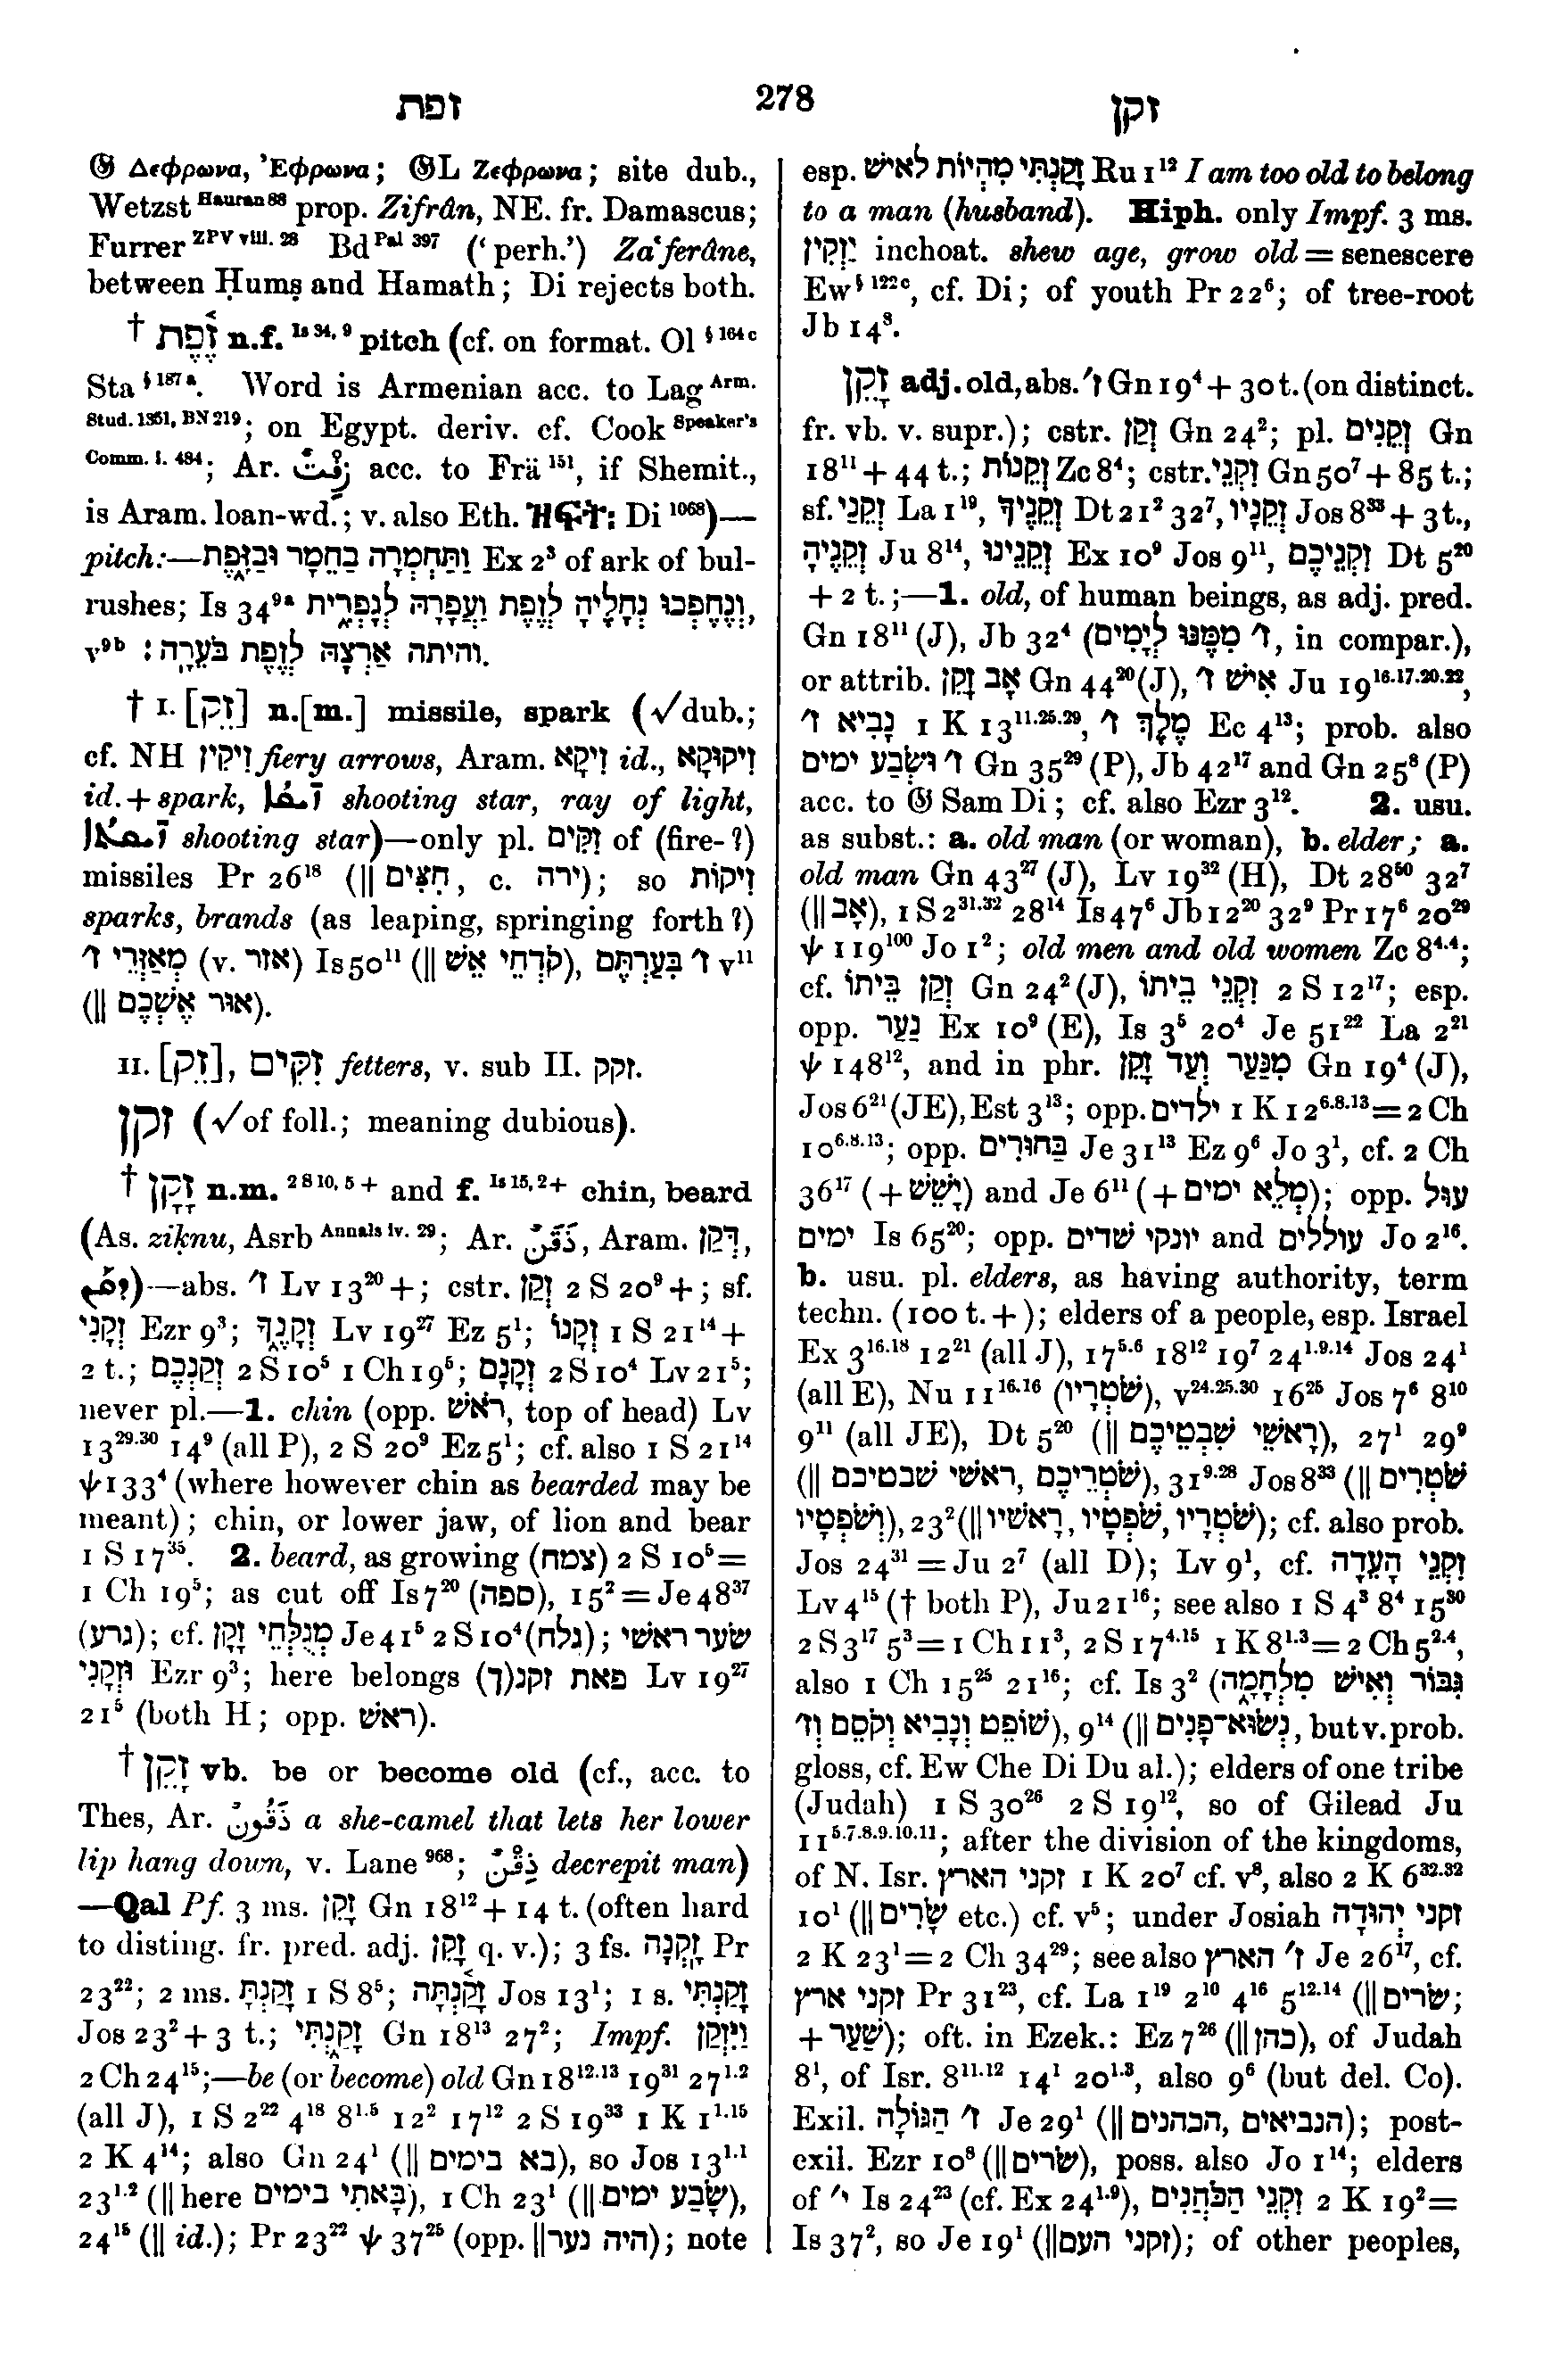 זפת
278
זקן
𝔊 Δεφρωνα, Ἐφρωνα; 𝔊L Ζεφρωνα; site dub.,
Wetzst Hauran 88 prop. Zifrân, NE. fr. Damascus;
Furrer ZPV viii. 28 Bd Pal 397 (‘perh.’) Zaʿferâne,
between Ḥumṣ and Hamath; Di rejects both.
† זֶ֫פֶת n.f. Is 34, 9 pitch (cf. on format. Ol § 164 c
Sta § 187 a. Word is Armenian acc. to Lag Arm.
Stud. 1351, BN 219; on Egypt. deriv. cf. Cook Speaker's
Comm. i. 484; Ar. زِفْتٌ acc. to Frä 151, if Shemit.,
is Aram. loan-wd.; v. also Eth. ዝፍት: Di 1068)—
pitch:—וַתַּחְמְרָה בַחֵמָר וּבַזָּ֑פֶת Ex 2³ of ark of bul-
rushes; Is 34⁹ᵃ וְנֶהֶפְכוּ נְחָלֶיהָ לְזֶפֶת וַעֲפָרָהּ לְגָפְרִ֑ית,
v⁹ᵇ והיתה אַרְצָהּ לְזֶפֶת בֹּעֵרָֽה׃.
† I. [זֵק] n.[m.] missile, spark (√dub.;
cf. NH זִיקִין fiery arrows, Aram. זִיקָא id., זִיקוּקָא
id.+spark, shooting star, ray of light,
shooting star)—only pl. זִקִּים of (fire-?)
missiles Pr 26¹⁸ (|| חִצִּים, c. ירה); so זִיקוֹת
sparks, brands (as leaping, springing forth?)
מְאַזְּרֵי ז׳ (v. אזר) Is 50¹¹ (|| קֹדְחֵי אֵשׁ), ז׳ בִּעַרְתֶּם v¹¹
(|| אוּר אֶשְׁכֶם).
II. [זֵק], זִקִּים fetters, v. sub II. זקק.
זקן (√of foll.; meaning dubious).
† זָקָן n.m. 2 S 10, 5 + and f. Is 15, 2 + chin, beard
(As. ziḳnu, Asrb Annals iv. 29; Ar. ذَقَنٌ, Aram. דִּקַן,
)—abs. ז׳ Lv 13²⁰+; cstr. זְקַן 2 S 20⁹+; sf.
זְקָנִי Ezr 9³; זְקָנֶ֑ךָ Lv 19²⁷ Ez 5¹; זְקָנוֹ 1 S 21¹⁴+
2 t.; זְקַנְכֶם 2 S 10⁵ 1 Ch 19⁵; זְקָנָם 2 S 10⁴ Lv 21⁵;
never pl.—1. chin (opp. רֹאשׁ, top of head) Lv
13²⁹·³⁰ 14⁹ (all P), 2 S 20⁹ Ez 5¹; cf. also 1 S 21¹⁴
ψ 133⁴ (where however chin as bearded may be
meant); chin, or lower jaw, of lion and bear
1 S 17³⁵. 2. beard, as growing (צמח) 2 S 10⁵=
1 Ch 19⁵; as cut off Is 7²⁰ (ספה), 15²=Je 48³⁷
(גרע); cf. מְגֻלְּחֵי זָקָן Je 41⁵ 2 S 10⁴ (גלח); שער ראשי
וּזְקָנִי Ezr 9³; here belongs פאת זקנ(ך) Lv 19²⁷
21⁵ (both H; opp. ראשׁ).
† זָקֵן vb. be or become old (cf., acc. to
Thes, Ar. ذَقُونٌ a she-camel that lets her lower
lip hang down, v. Lane 968; ذِقْنٌ decrepit man)
—Qal Pf. 3 ms. זָקֵן Gn 18¹²+ 14 t. (often hard
to disting. fr. pred. adj. זָקֵן q. v.); 3 fs. זָֽקְנָה Pr
23²²; 2 ms. זָקַנְתָּ 1 S 8⁵; זָקַ֫נְתָּה Jos 13¹; 1 s. זָקַנְתִּי
Jos 23²+ 3 t.; זָקַ֑נְתִּי Gn 18¹³ 27²; Impf. וַיִּזְקַן
2 Ch 24¹⁵;—be (or become) old Gn 18¹²·¹³ 19³¹ 27¹·²
(all J), 1 S 2²² 4¹⁸ 8¹·⁵ 12² 17¹² 2 S 19³³ 1 K 1¹·¹⁵
2 K 4¹⁴; also Gn 24¹ (|| בא בימים), so Jos 13¹·¹
23¹·² (|| here בָּאתִי בימים), 1 Ch 23¹ (|| שָׂבַע ימים),
24¹⁵ (|| id.); Pr 23²² ψ 37²⁵ (opp. || היה נער); note
esp. זָקַנְתִּי מִהְיוֹת לְאִישׁ Ru 1¹² I am too old to belong
to a man (husband). Hiph. only Impf. 3 ms.
יַזְקִין inchoat. shew age, grow old = senescere
Ew § 122 c, cf. Di; of youth Pr 22⁶; of tree-root
Jb 14⁸.
זָקֵן adj. old, abs. ז׳ Gn 19⁴+ 30 t. (on distinct.
fr. vb. v. supr.); cstr. זְקַן Gn 24²; pl. זְקֵנִים Gn
18¹¹+ 44 t.; זְקֵנוֹת Zc 8⁴; cstr. זִקְנֵי Gn 50⁷+ 85 t.;
sf. זְקֵנַי La 1¹⁹, זְקֵנֶיךָ Dt 21² 32⁷, זְקֵנָיו Jos 8³³+ 3 t.,
זְקֵנֶיהָ Ju 8¹⁴, זְקֵנֵינוּ Ex 10⁹ Jos 9¹¹, זִקְנֵיכֶם Dt 5²⁰
+ 2 t.;—1. old, of human beings, as adj. pred.
Gn 18¹¹ (J), Jb 32⁴ (ז׳ מִמֶּנּוּ לְיָמִים, in compar.),
or attrib. אָב זָקֵן Gn 44²⁰ (J), אִישׁ ז׳ Ju 19¹⁶·¹⁷·²⁰·²²,
נָבִיא ז׳ 1 K 13¹¹·²⁵·²⁹, מֶלֶךְ ז׳ Ec 4¹³; prob. also
ז׳ וּשְׂבַע ימים Gn 35²⁹ (P), Jb 42¹⁷ and Gn 25⁸ (P)
acc. to 𝔊 Sam Di; cf. also Ezr 3¹². 2. usu.
as subst.: a. old man (or woman), b. elder; a.
old man Gn 43²⁷ (J), Lv 19³² (H), Dt 28⁵⁰ 32⁷
(|| אָב), 1 S 2³¹·³² 28¹⁴ Is 47⁶ Jb 12²⁰ 32⁹ Pr 17⁶ 20²⁹
ψ 119¹⁰⁰ Jo 1²; old men and old women Zc 8⁴·⁴;
cf. זְקַן בֵּיתוֹ Gn 24² (J), זִקְנֵי בֵיתוֹ 2 S 12¹⁷; esp.
opp. נַעַר Ex 10⁹ (E), Is 3⁵ 20⁴ Je 51²² La 2²¹
ψ 148¹², and in phr. מִנַּעַר וְעַד זָקֵן Gn 19⁴ (J),
Jos 6²¹ (JE), Est 3¹³; opp. ילדים 1 K 12⁶·⁸·¹³=2 Ch
10⁶·⁸·¹³; opp. בַּחוּרִים Je 31¹³ Ez 9⁶ Jo 3¹, cf. 2 Ch
36¹⁷ (+ יָשֵׁשׁ) and Je 6¹¹ (+ מְלֵא ימים); opp. עוּל
ימים Is 65²⁰; opp. יונקי שׁדים and עוללים Jo 2¹⁶.
b. usu. pl. elders, as having authority, term
techn. (100 t. +); elders of a people, esp. Israel
Ex 3¹⁶·¹⁸ 12²¹ (all J), 17⁵·⁶ 18¹² 19⁷ 24¹·⁹·¹⁴ Jos 24¹
(all E), Nu 11¹⁶·¹⁶ (שֹׁטְרָיו), v²⁴·²⁵·³⁰ 16²⁵ Jos 7⁶ 8¹⁰
9¹¹ (all JE), Dt 5²⁰ (|| רָאשֵׁי שִׁבְטֵיכֶם), 27¹ 29⁹
(|| ראשׁי שׁבטיכם, שֹׁטְרֵיכֶם), 31⁹·²⁸ Jos 8³³ (|| שֹׁטְרִים
וְשֹׁפְטָיו), 23² (|| רָאשָׁיו, שֹׁפְטָיו, שֹׁטְרָיו); cf. also prob.
Jos 24³¹ = Ju 2⁷ (all D); Lv 9¹, cf. זִקְנֵי הָעֵדָה
Lv 4¹⁵ († both P), Ju 21¹⁶; see also 1 S 4³ 8⁴ 15³⁰
2 S 3¹⁷ 5³= 1 Ch 11³, 2 S 17⁴·¹⁵ 1 K 8¹·³= 2 Ch 5²·⁴,
also 1 Ch 15²⁵ 21¹⁶; cf. Is 3² (גִּבּוֹר וְאִישׁ מִלְחָמָ֑ה
שׁוֹפֵט וְנָבִיא וְקֹסֵם וְז׳), 9¹⁴ (|| נְשׂוּא־פָנִים, but v. prob.
gloss, cf. Ew Che Di Du al.); elders of one tribe
(Judah) 1 S 30²⁶ 2 S 19¹², so of Gilead Ju
11⁵·⁷·⁸·⁹·¹⁰·¹¹; after the division of the kingdoms,
of N. Isr. זקני הארץ 1 K 20⁷ cf. v⁸, also 2 K 6³²·³²
10¹ (|| שָׂרִים etc.) cf. v⁵; under Josiah זקני יְהוּדָה
2 K 23¹= 2 Ch 34²⁹; see also ז׳ הארץ Je 26¹⁷, cf.
זקני ארץ Pr 31²³, cf. La 1¹⁹ 2¹⁰ 4¹⁶ 5¹²·¹⁴ (|| שׂרים;
+ שַׁעַר); oft. in Ezek.: Ez 7²⁶ (|| כהן), of Judah
8¹, of Isr. 8¹¹·¹² 14¹ 20¹·³, also 9⁶ (but del. Co).
Exil. ז׳ הַגּוֹלָה Je 29¹ (|| הכהנים, הנביאים); post-
exil. Ezr 10⁸ (|| שׂרים), poss. also Jo 1¹⁴; elders
of י׳ Is 24²³ (cf. Ex 24¹·⁹), זִקְנֵי הַכֹּהֲנִים 2 K 19²=
Is 37², so Je 19¹ (|| זקני העם); of other peoples,